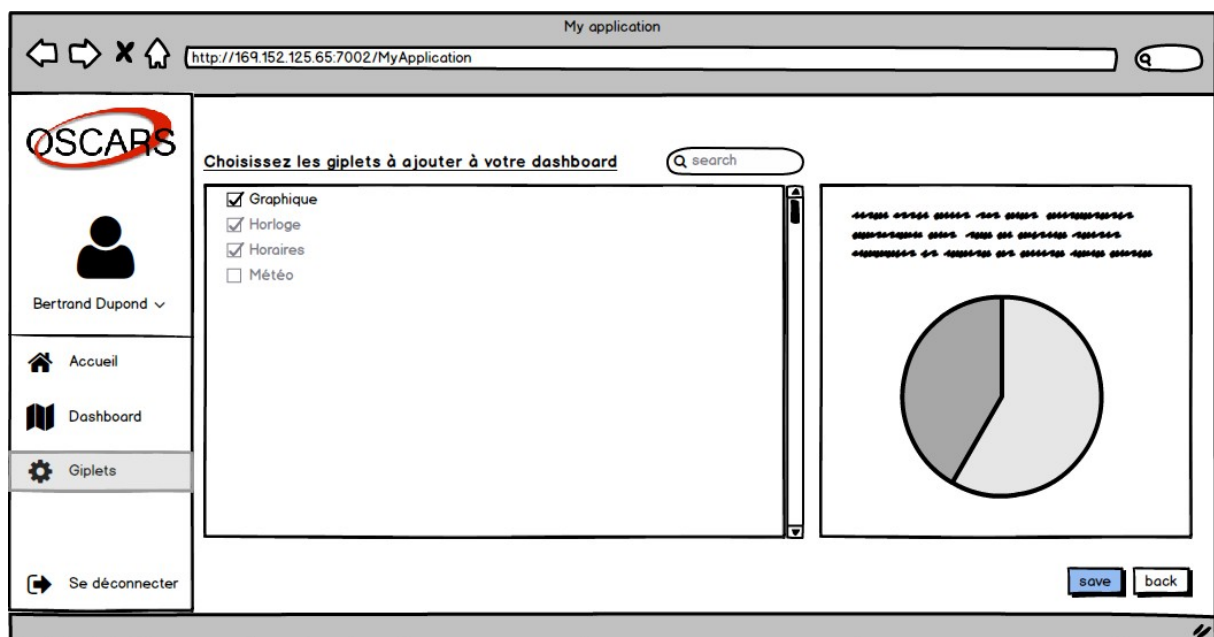 My application
http://169.152.125.65:7002/MyApplication
OSCARS
Bertrand Dupond
Accueil
Dashboard
Giplets
Se déconnecter
Choisissez les giplets à ajouter à votre dashboard
search
Graphique
Horloge
Horaires
Météo
save
back